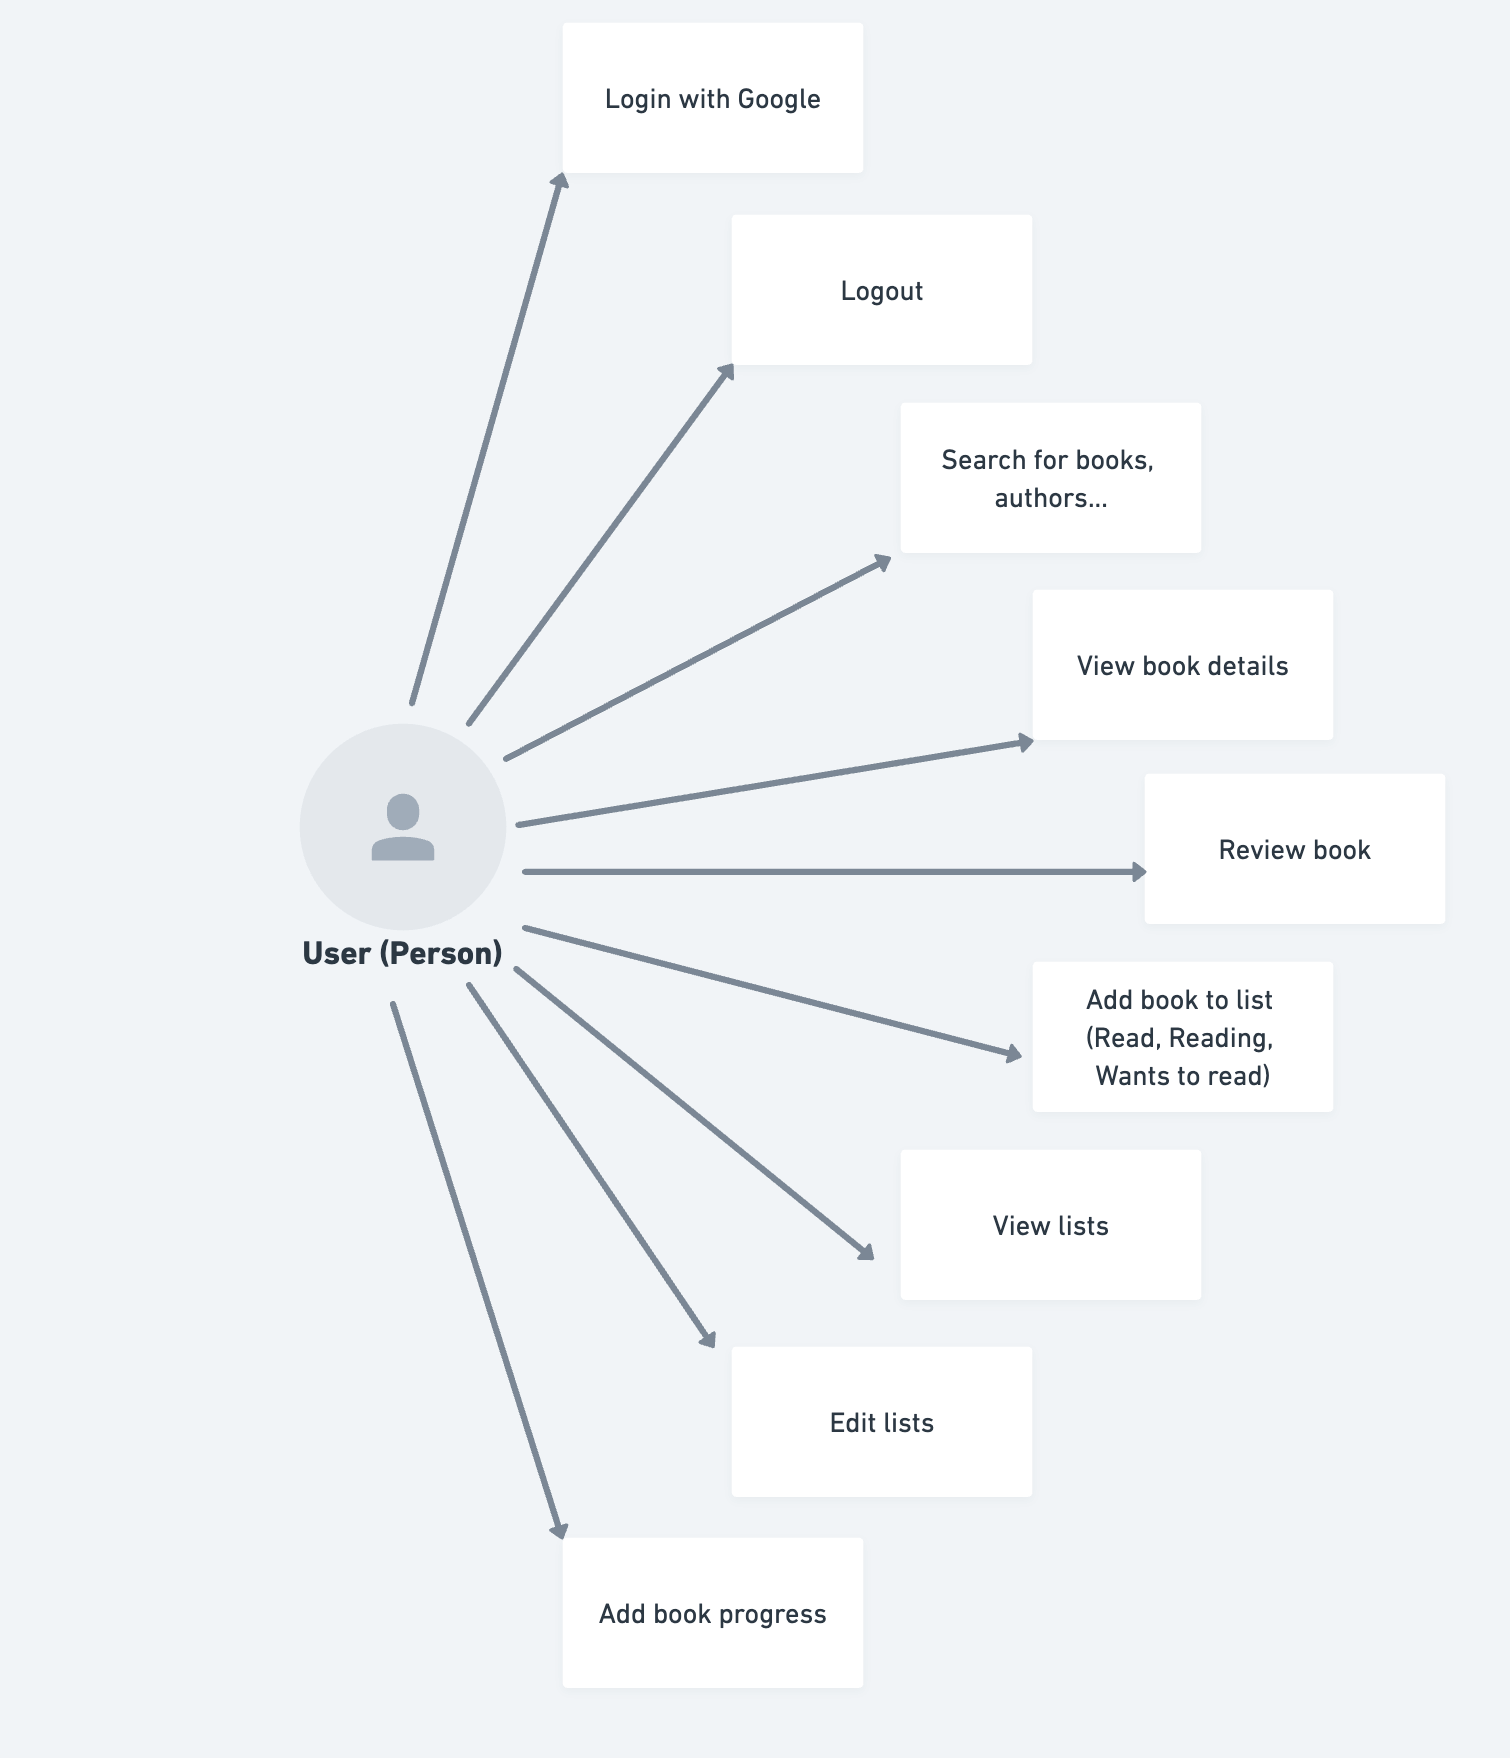 Login with Google
Logout
Search for books,
authors...
View book details
Review book
User (Person)
Add book to list
(Read, Reading,
Wants to read)
View lists
Edit lists
Add book progress